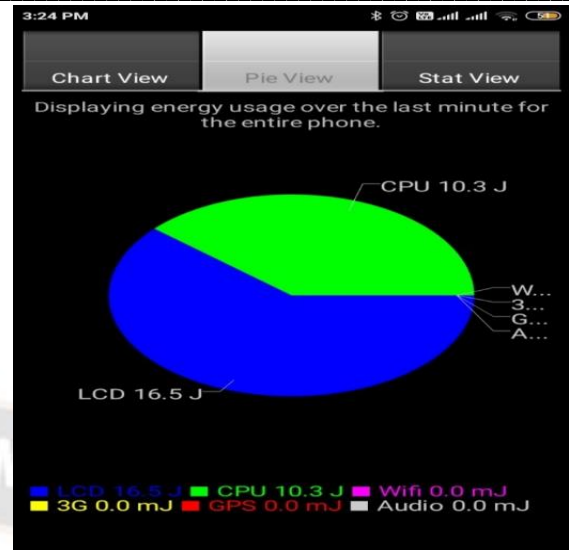 3:24 PM
Chart View
Pie View
Stat View
Displaying energy usage over the last minute for
the entire phone.
CPU 10.3 J
W...
3...
G...
A...
LCD 16.5 J
LCD 16.5 J CPU 10.3 J Wifi 0.0 mJ
3G 0.0 mJ GPS 0.0 mJ Audio 0.0 mJ